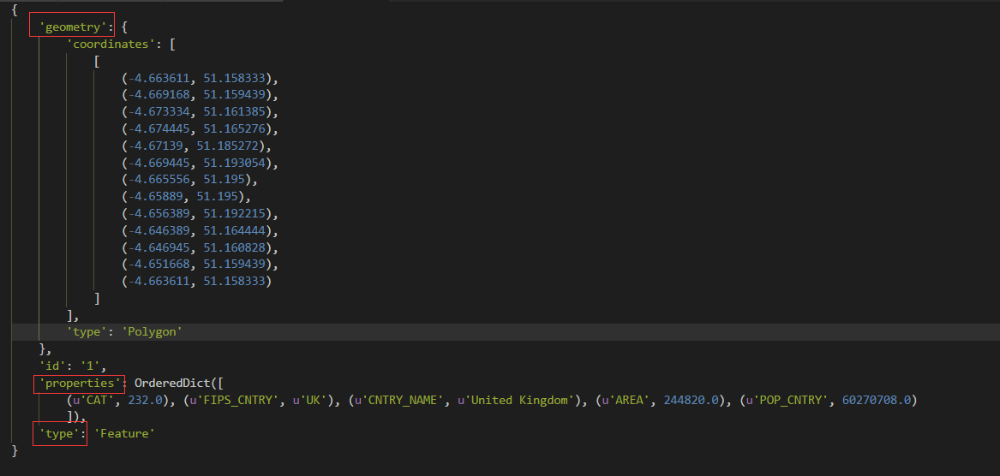 {
'geometry': {
'coordinates': [
[
(-4.663611, 51.158333),
(-4.669168, 51.159439),
(-4.673334, 51.161385),
(-4.674445, 51.165276),
(-4.67139, 51.185272),
(-4.669445, 51.193054),
(-4.665556, 51.195),
(-4.65889, 51.195),
(-4.656389, 51.192215),
(-4.646389, 51.164444),
(-4.646945, 51.160828),
(-4.651668, 51.159439),
(-4.663611, 51.158333)
]
],
'type': 'Polygon'
},
'id': '1',
'properties': OrderedDict([
(u'CAT', 232.0), (u'FIPS_CNTRY', u'UK'), (u'CNTRY_NAME', u'United Kingdom'), (u'AREA', 244820.0), (u'POP_CNTRY', 60270708.0)
]),
'type': 'Feature'
}